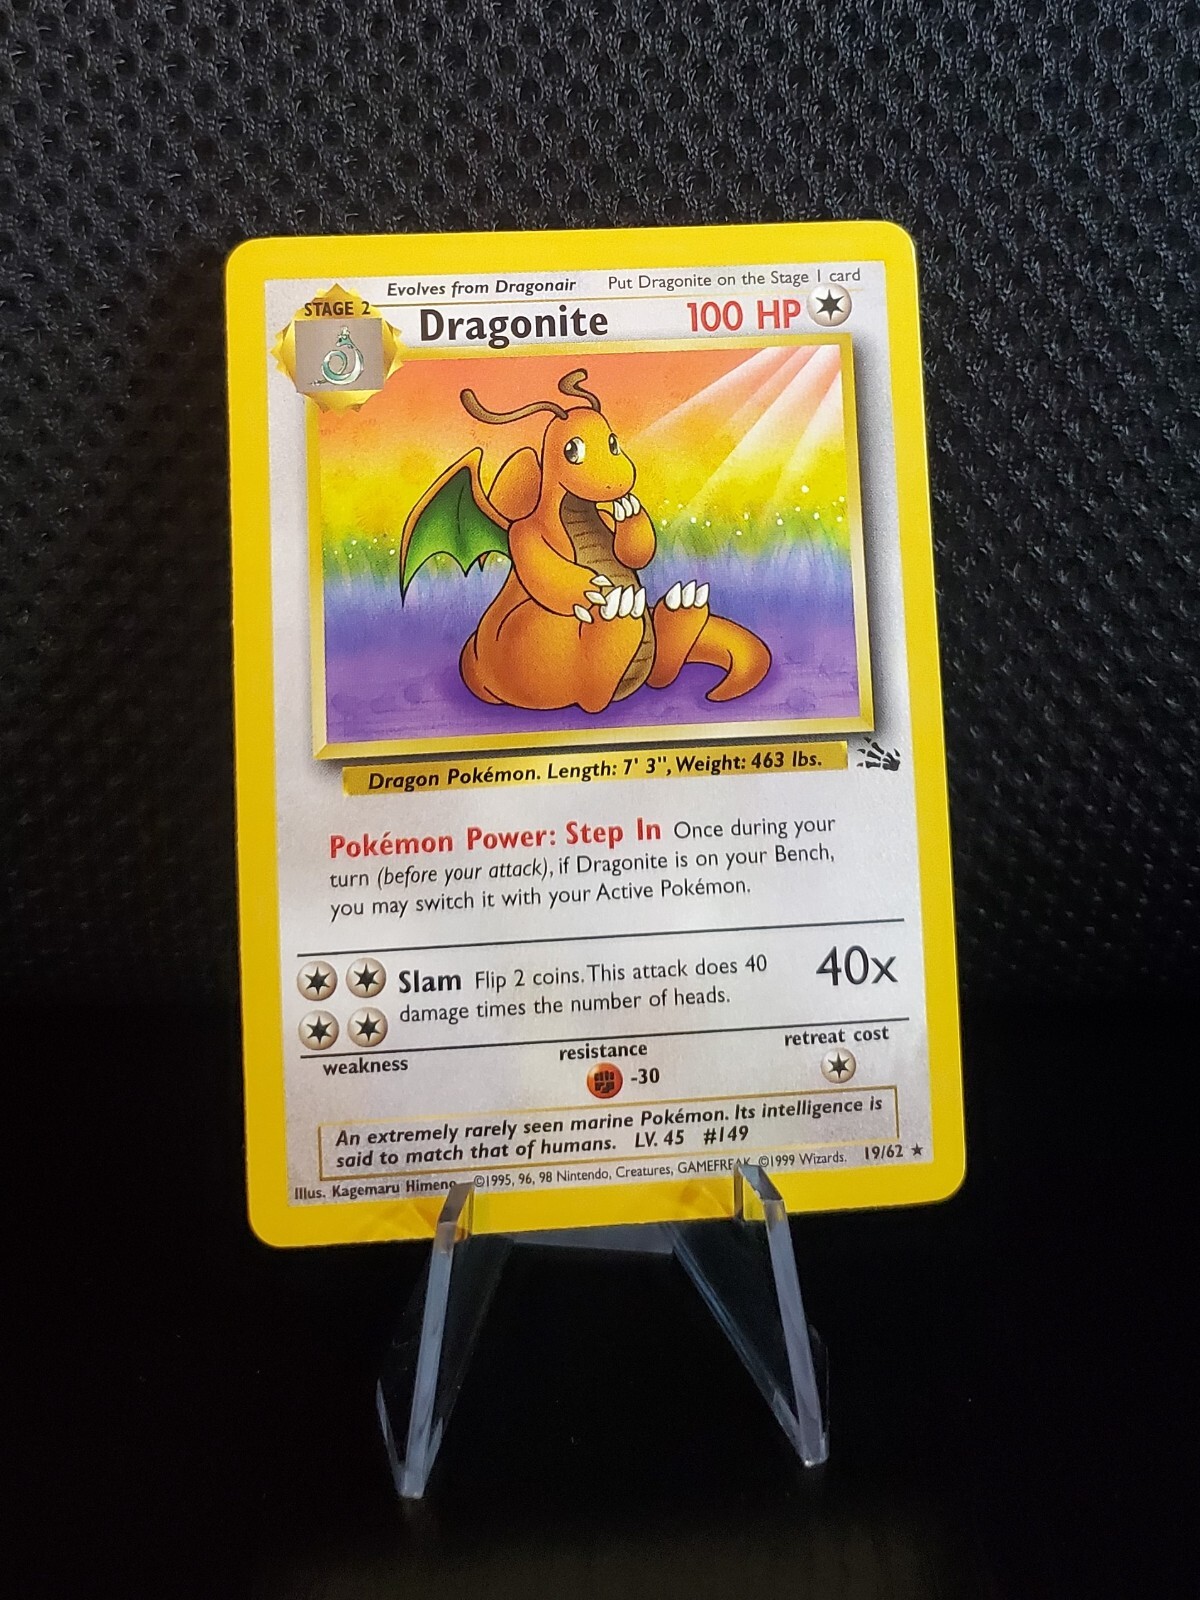 Evolves from Dragonair Put Dragonite on the Stage 1 card
STAGE 2
Dragonite 100 HP
Dragon Pokémon. Length: 7' 3", Weight: 463 lbs.
Pokémon Power: Step In Once during your
turn (before your attack), if Dragonite is on your Bench,
you may switch it with your Active Pokémon.
Slam Flip 2 coins. This attack does 40
damage times the number of heads.
40x
weakness resistance retreat cost
-30
An extremely rarely seen marine Pokémon. Its intelligence is
said to match that of humans. LV. 45 #149
Illus. Kagemaru Himeno ©1995, 96, 98 Nintendo, Creatures, GAMEFREAK. ©1999 Wizards. 19/62 ★